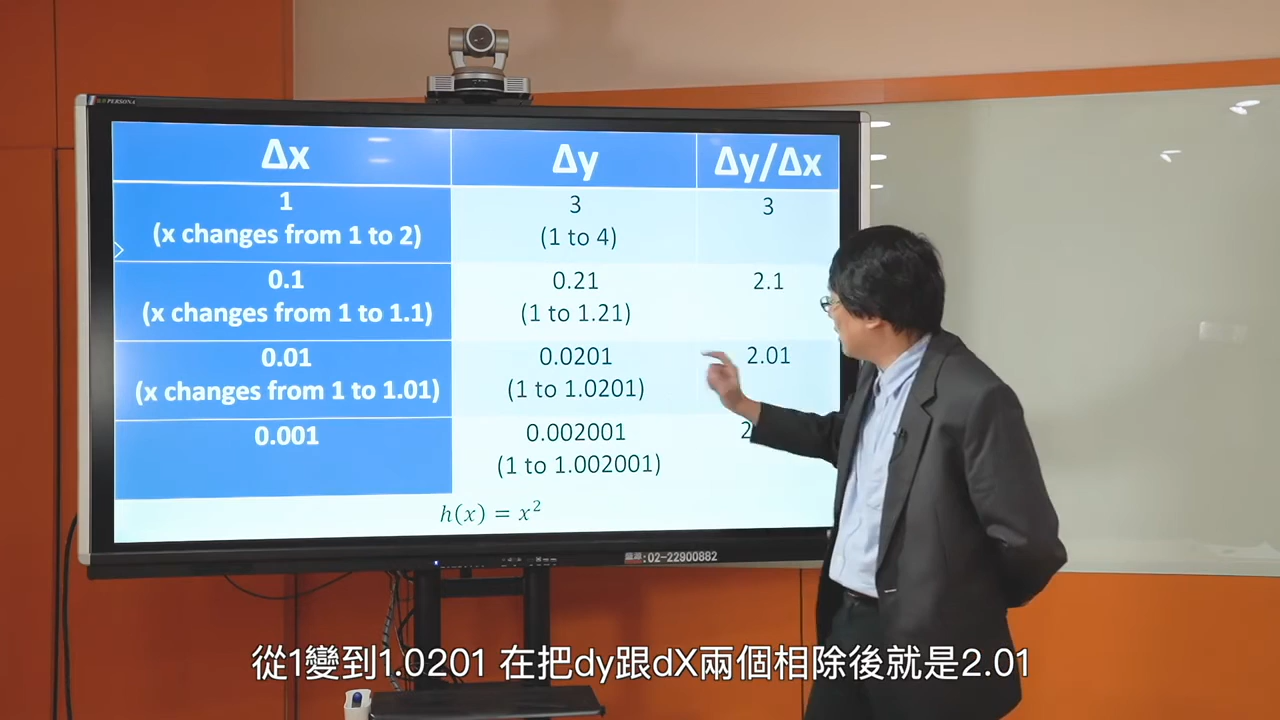 PERSONA
Δx
Δy
Δy/Δx
1
(x changes from 1 to 2)
3
(1 to 4)
3
0.1
(x changes from 1 to 1.1)
0.21
(1 to 1.21)
2.1
0.01
(x changes from 1 to 1.01)
0.0201
(1 to 1.0201)
2.01
0.001
0.002001
(1 to 1.002001)
2
h(x) = x²
:02-22900882
從1變到1.0201 在把dy跟dX兩個相除後就是2.01